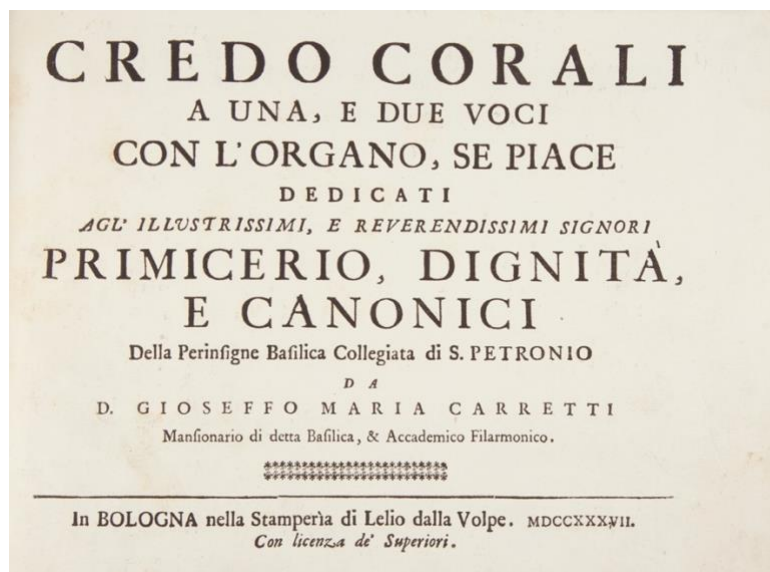 CREDO CORALI
A UNA, E DUE VOCI
CON L'ORGANO, SE PIACE
DEDICATI
AGL' ILLUSTRISSIMI, E REVERENDISSIMI SIGNORI
PRIMICERIO, DIGNITÀ,
E CANONICI
Della Perinſigne Baſilica Collegiata di S. PETRONIO
DA
D. GIOSEFFO MARIA CARRETTI
Manſionario di detta Baſilica, & Accademico Filarmonico.
In BOLOGNA nella Stamperìa di Lelio dalla Volpe. MDCCXXXVII.
Con licenza de' Superiori.